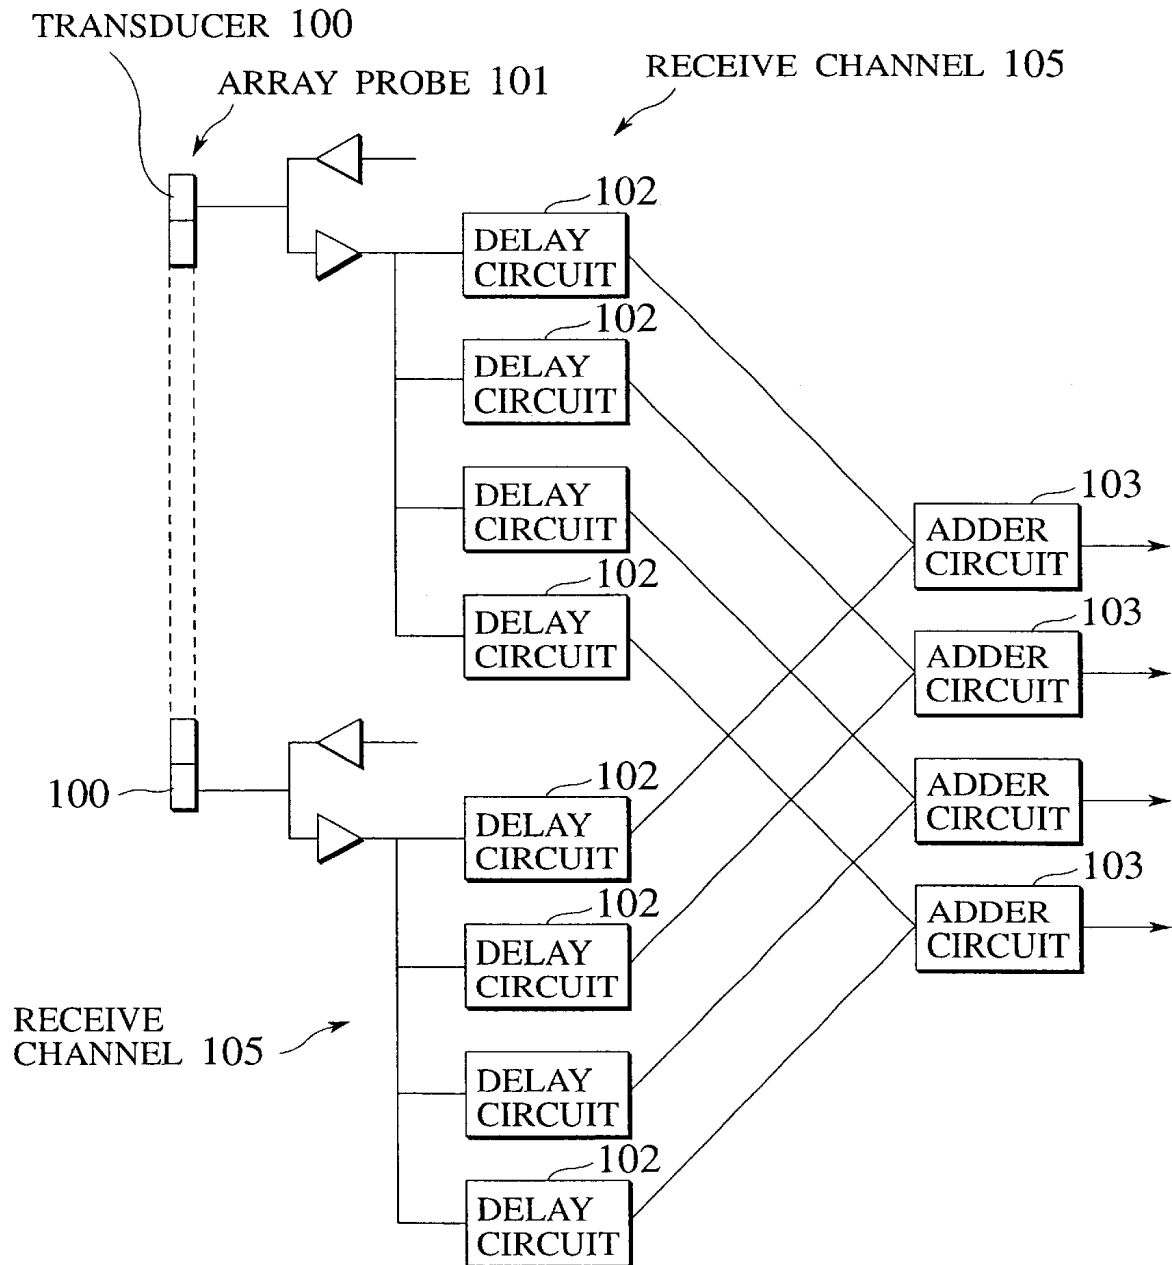 TRANSDUCER 100
ARRAY PROBE 101
RECEIVE CHANNEL 105
102
DELAY
CIRCUIT
102
DELAY
CIRCUIT
DELAY
CIRCUIT
102
DELAY
CIRCUIT
103
ADDER
CIRCUIT
103
ADDER
CIRCUIT
ADDER
CIRCUIT
103
ADDER
CIRCUIT
100
102
DELAY
CIRCUIT
102
DELAY
CIRCUIT
RECEIVE
CHANNEL 105
DELAY
CIRCUIT
102
DELAY
CIRCUIT